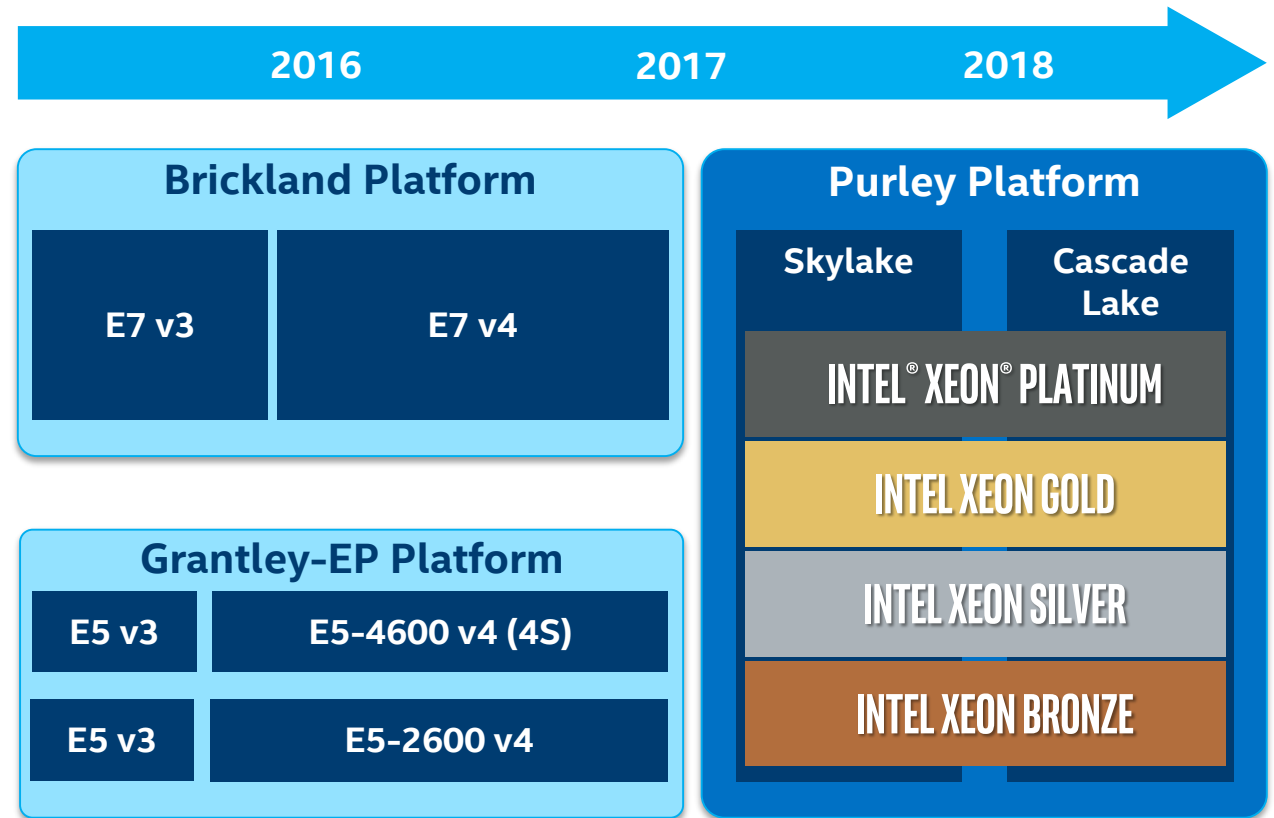 2016 2017 2018
Brickland Platform
E7 v3
E7 v4
Grantley-EP Platform
E5 v3
E5-4600 v4 (4S)
E5 v3
E5-2600 v4
Purley Platform
Skylake
Cascade
Lake
INTEL® XEON® PLATINUM
INTEL XEON GOLD
INTEL XEON SILVER
INTEL XEON BRONZE